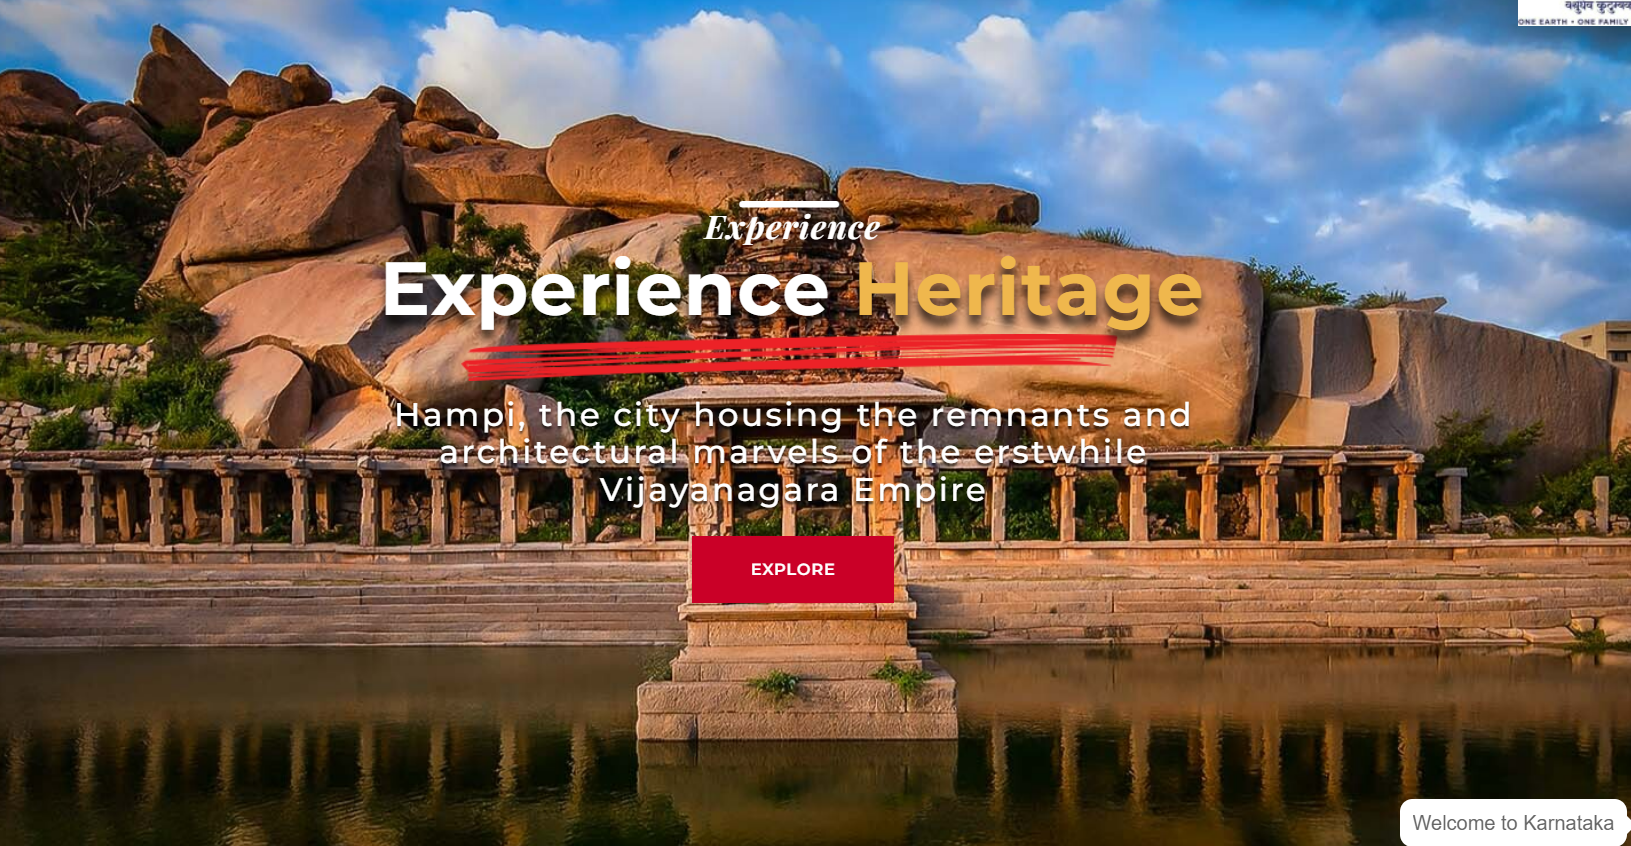 वसुधैव कुटुम्बक
ONE EARTH • ONE FAMILY
Experience
Experience Heritage
Hampi, the city housing the remnants and
architectural marvels of the erstwhile
Vijayanagara Empire
EXPLORE
Welcome to Karnataka